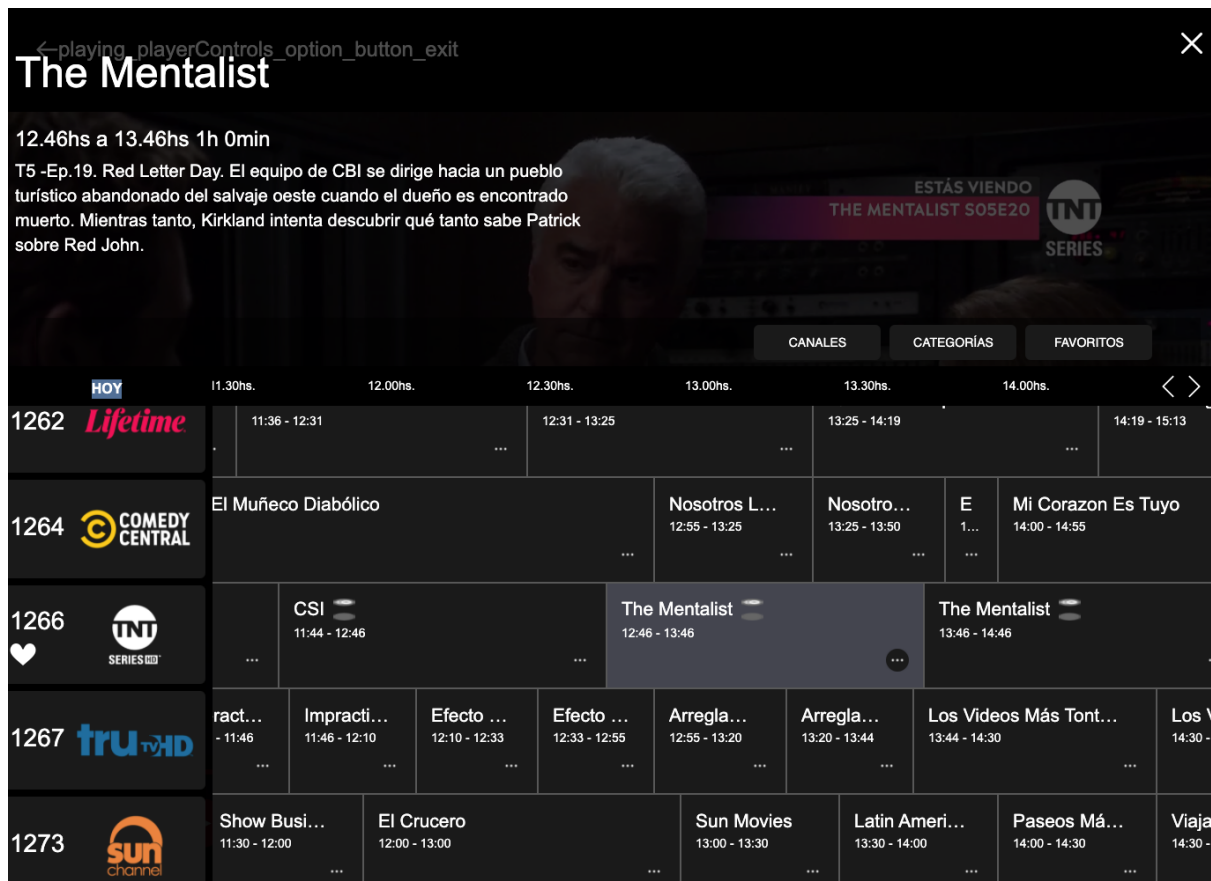 ←playing_playerControls_option_button_exit
The Mentalist
12.46hs a 13.46hs 1h 0min
T5 -Ep.19. Red Letter Day. El equipo de CBI se dirige hacia un pueblo
turístico abandonado del salvaje oeste cuando el dueño es encontrado
muerto. Mientras tanto, Kirkland intenta descubrir qué tanto sabe Patrick
sobre Red John.
ESTÁS VIENDO
THE MENTALIST S05E20
TNT
SERIES
CANALES CATEGORÍAS FAVORITOS
HOY 11.30hs. 12.00hs. 12.30hs. 13.00hs. 13.30hs. 14.00hs.
1262 Lifetime 11:36 - 12:31 12:31 - 13:25 13:25 - 14:19 14:19 - 15:13
... ... ...
El Muñeco Diabólico Nosotros L... Nosotro... E Mi Corazon Es Tuyo
1264 COMEDY CENTRAL 12:55 - 13:25 13:25 - 13:50 1... 14:00 - 14:55
... ... ... ...
1266 CSI The Mentalist The Mentalist
TNT 11:44 - 12:46 12:46 - 13:46 13:46 - 14:46
SERIES HD ... ... ...
ract... Impracti... Efecto ... Efecto ... Arregla... Arregla... Los Videos Más Tont... Los
1267 truTVHD - 11:46 11:46 - 12:10 12:10 - 12:33 12:33 - 12:55 12:55 - 13:20 13:20 - 13:44 13:44 - 14:30 14:30 -
... ... ... ... ... ... ...
Show Busi... El Crucero Sun Movies Latin Ameri... Paseos Má... Viaja
1273 sun channel 11:30 - 12:00 12:00 - 13:00 13:00 - 13:30 13:30 - 14:00 14:00 - 14:30 14:30 -
... ... ... ... ...